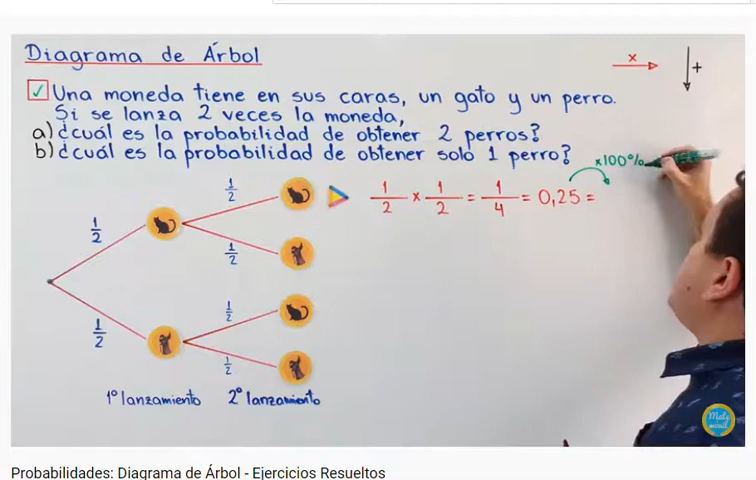 Diagrama de Árbol
x
+
✓ Una moneda tiene en sus caras, un gato y un perro.
Si se lanza 2 veces la moneda,
a) ¿cuál es la probabilidad de obtener 2 perros?
b) ¿cuál es la probabilidad de obtener solo 1 perro?
x100%
1/2
1/2 x 1/2 = 1/4 = 0,25 =
1/2
1/2
1/2
1/2
1/2
1º lanzamiento 2º lanzamiento
Mate móvil
Probabilidades: Diagrama de Árbol - Ejercicios Resueltos